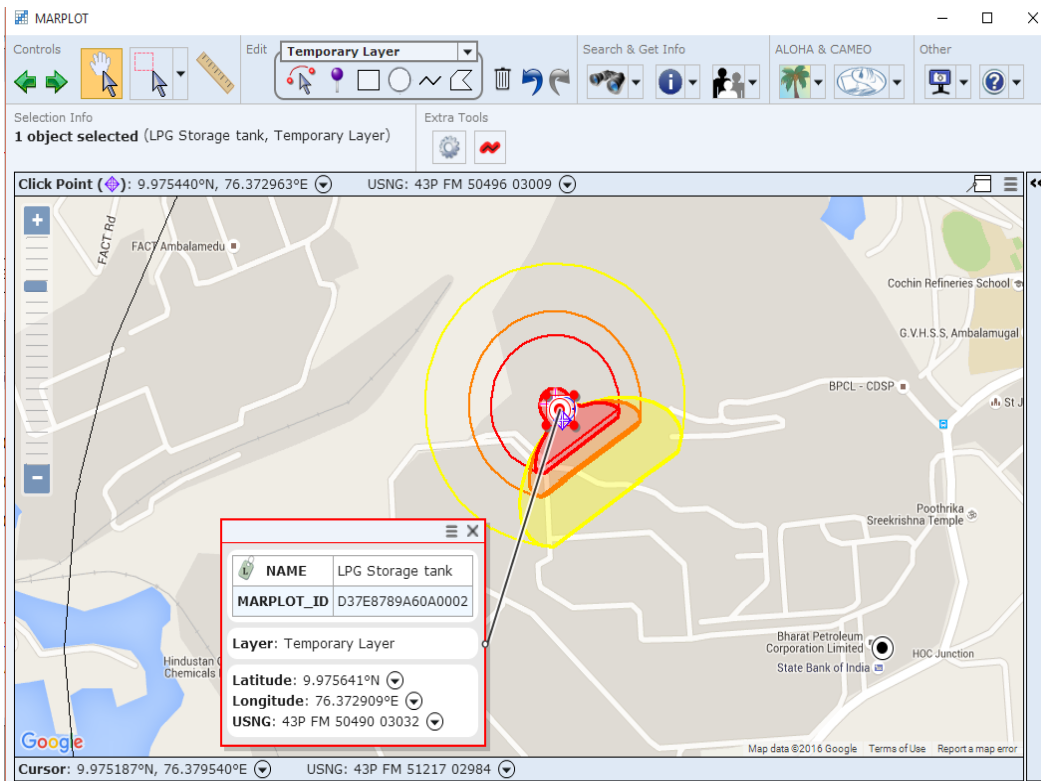 MARPLOT
Controls
Edit
Temporary Layer
Search & Get Info
ALOHA & CAMEO
Other
Selection Info
1 object selected (LPG Storage tank, Temporary Layer)
Extra Tools
Click Point ( ): 9.975440°N, 76.372963°E
USNG: 43P FM 50496 03009
FACT Rd
FACT Ambalamedu
Cochin Refineries School
G.V.H.S.S, Ambalamugal
BPCL - CDSP
St J
Poothrika
Sreekrishna Temple
L
NAME LPG Storage tank
MARPLOT_ID D37E8789A60A0002
Layer: Temporary Layer
Latitude: 9.975641°N
Longitude: 76.372909°E
USNG: 43P FM 50490 03032
Hindustan
Chemicals
Bharat Petroleum
Corporation Limited
State Bank of India
HOC Junction
Google
Map data ©2016 Google
Terms of Use
Report a map error
Cursor: 9.975187°N, 76.379540°E
USNG: 43P FM 51217 02984